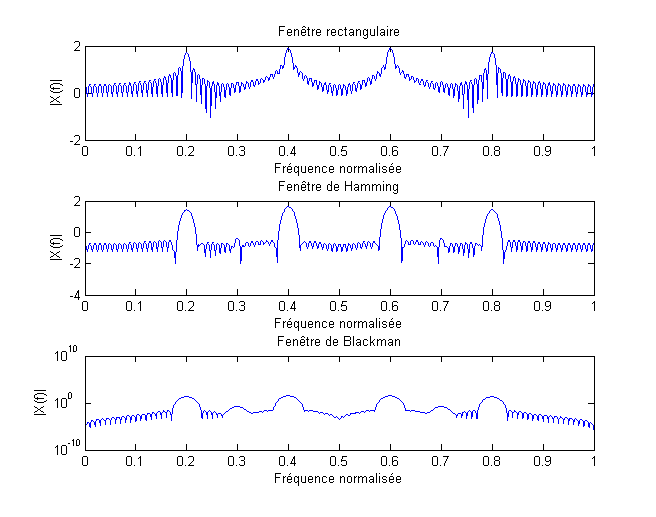 Fenêtre rectangulaire
2
0
-2
|X(f)|
0 0.1 0.2 0.3 0.4 0.5 0.6 0.7 0.8 0.9 1
Fréquence normalisée
Fenêtre de Hamming
2
0
-2
-4
|X(f)|
0 0.1 0.2 0.3 0.4 0.5 0.6 0.7 0.8 0.9 1
Fréquence normalisée
Fenêtre de Blackman
10^10
10^0
10^-10
|X(f)|
0 0.1 0.2 0.3 0.4 0.5 0.6 0.7 0.8 0.9 1
Fréquence normalisée